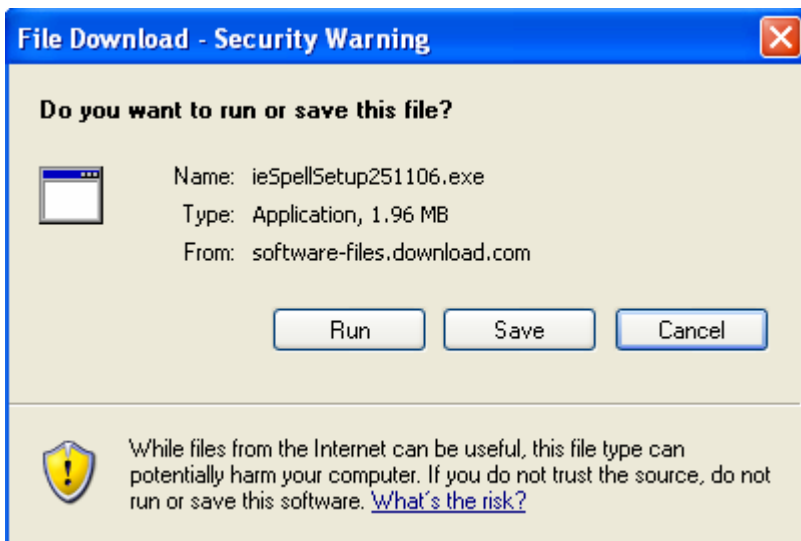 File Download - Security Warning
Do you want to run or save this file?
Name: ieSpellSetup251106.exe
Type: Application, 1.96 MB
From: software-files.download.com
Run Save Cancel
While files from the Internet can be useful, this file type can
potentially harm your computer. If you do not trust the source, do not
run or save this software. What's the risk?